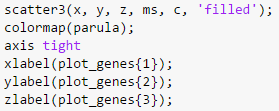 scatter3(x, y, z, ms, c, 'filled');
colormap(parula);
axis tight
xlabel(plot_genes{1});
ylabel(plot_genes{2});
zlabel(plot_genes{3});